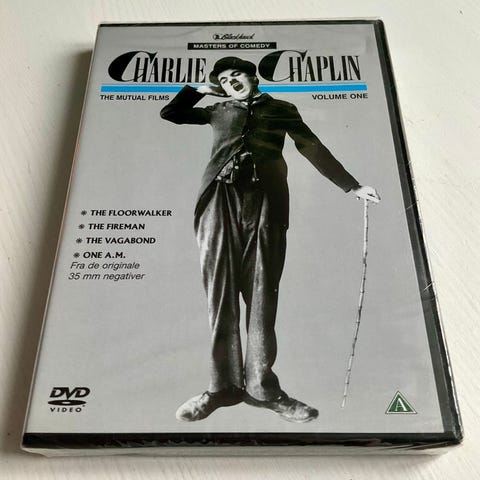 Blackhawk
MASTERS OF COMEDY
CHARLIE CHAPLIN
THE MUTUAL FILMS
VOLUME ONE
THE FLOORWALKER
THE FIREMAN
THE VAGABOND
ONE A.M.
Fra de originale
35 mm negativer
DVD
VIDEO
A